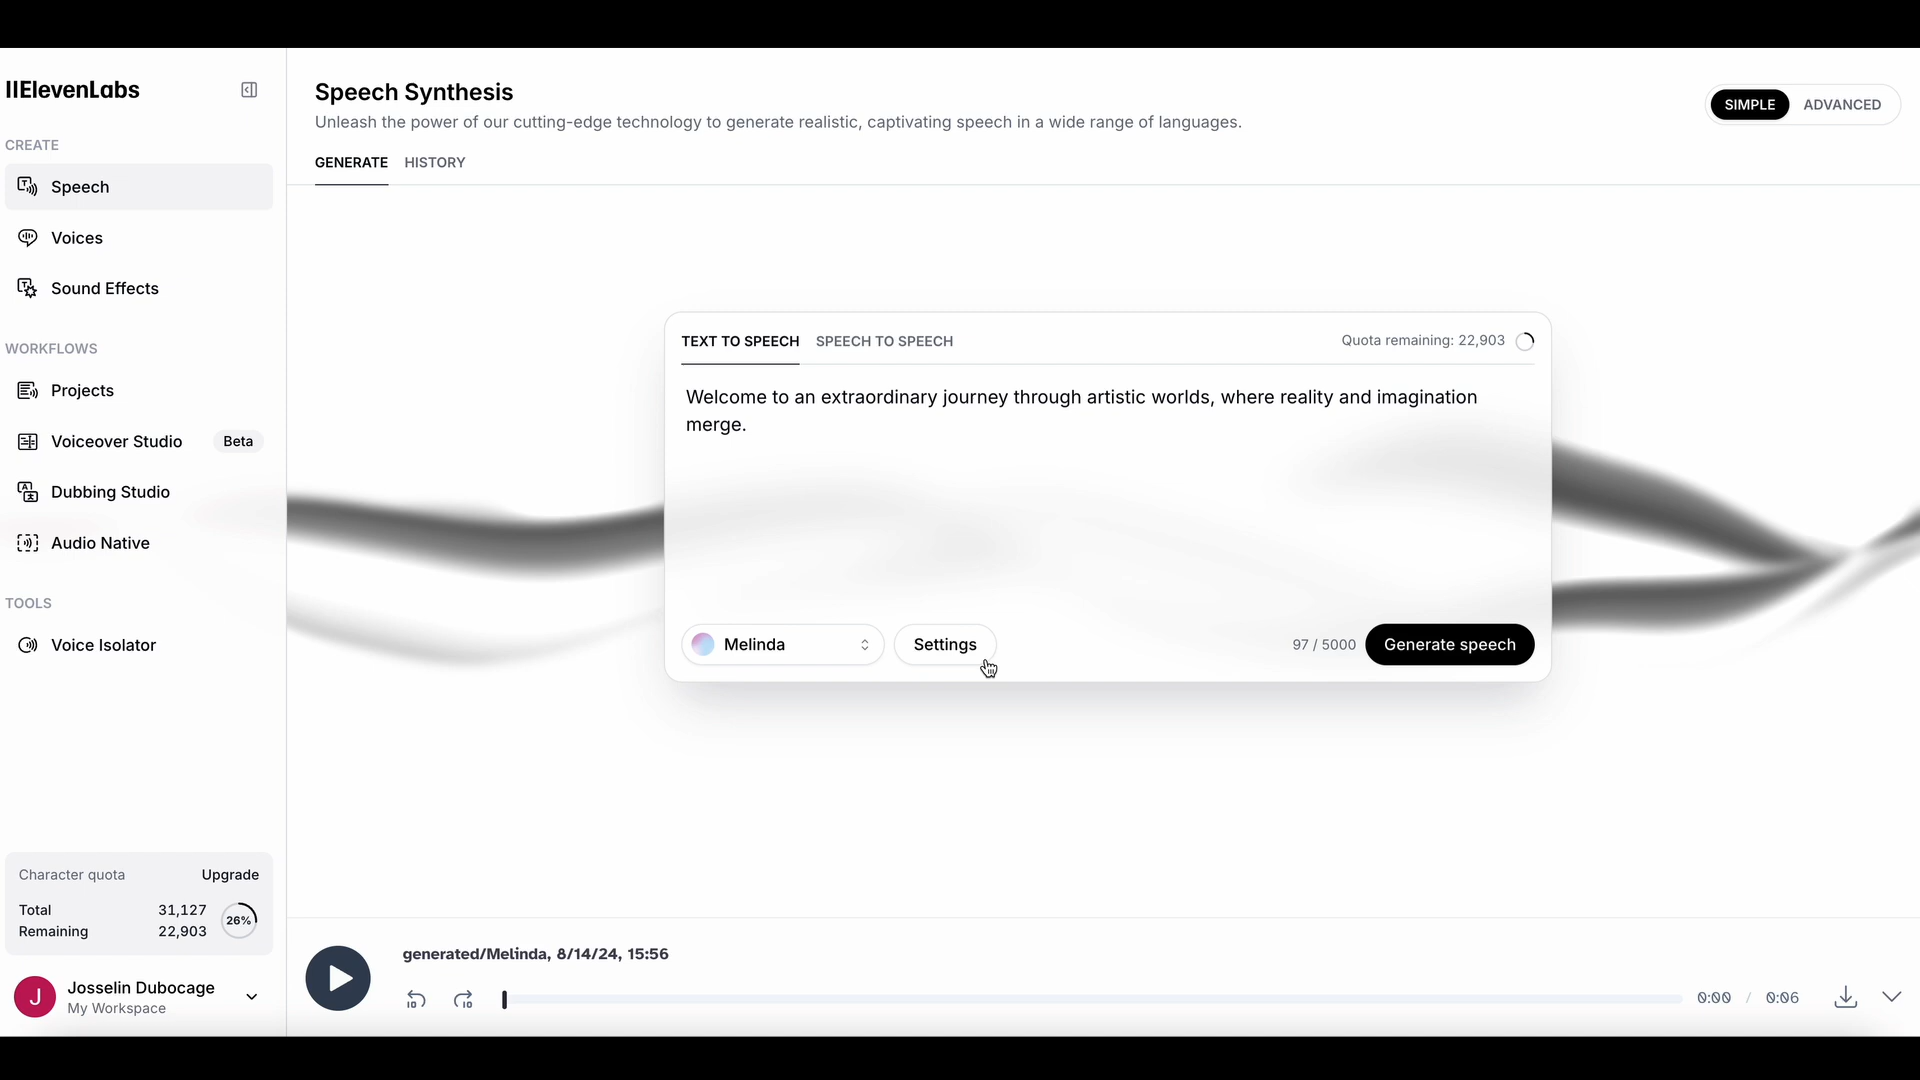 IIElevenLabs
CREATE
Speech
Voices
Sound Effects
WORKFLOWS
Projects
Voiceover Studio Beta
Dubbing Studio
Audio Native
TOOLS
Voice Isolator
Character quota Upgrade
Total 31,127
Remaining 22,903
26%
J
Josselin Dubocage
My Workspace
Speech Synthesis
Unleash the power of our cutting-edge technology to generate realistic, captivating speech in a wide range of languages.
SIMPLE ADVANCED
GENERATE HISTORY
TEXT TO SPEECH SPEECH TO SPEECH Quota remaining: 22,903
Welcome to an extraordinary journey through artistic worlds, where reality and imagination
merge.
Melinda Settings 97 / 5000 Generate speech
generated/Melinda, 8/14/24, 15:56
10 10 0:00 / 0:06